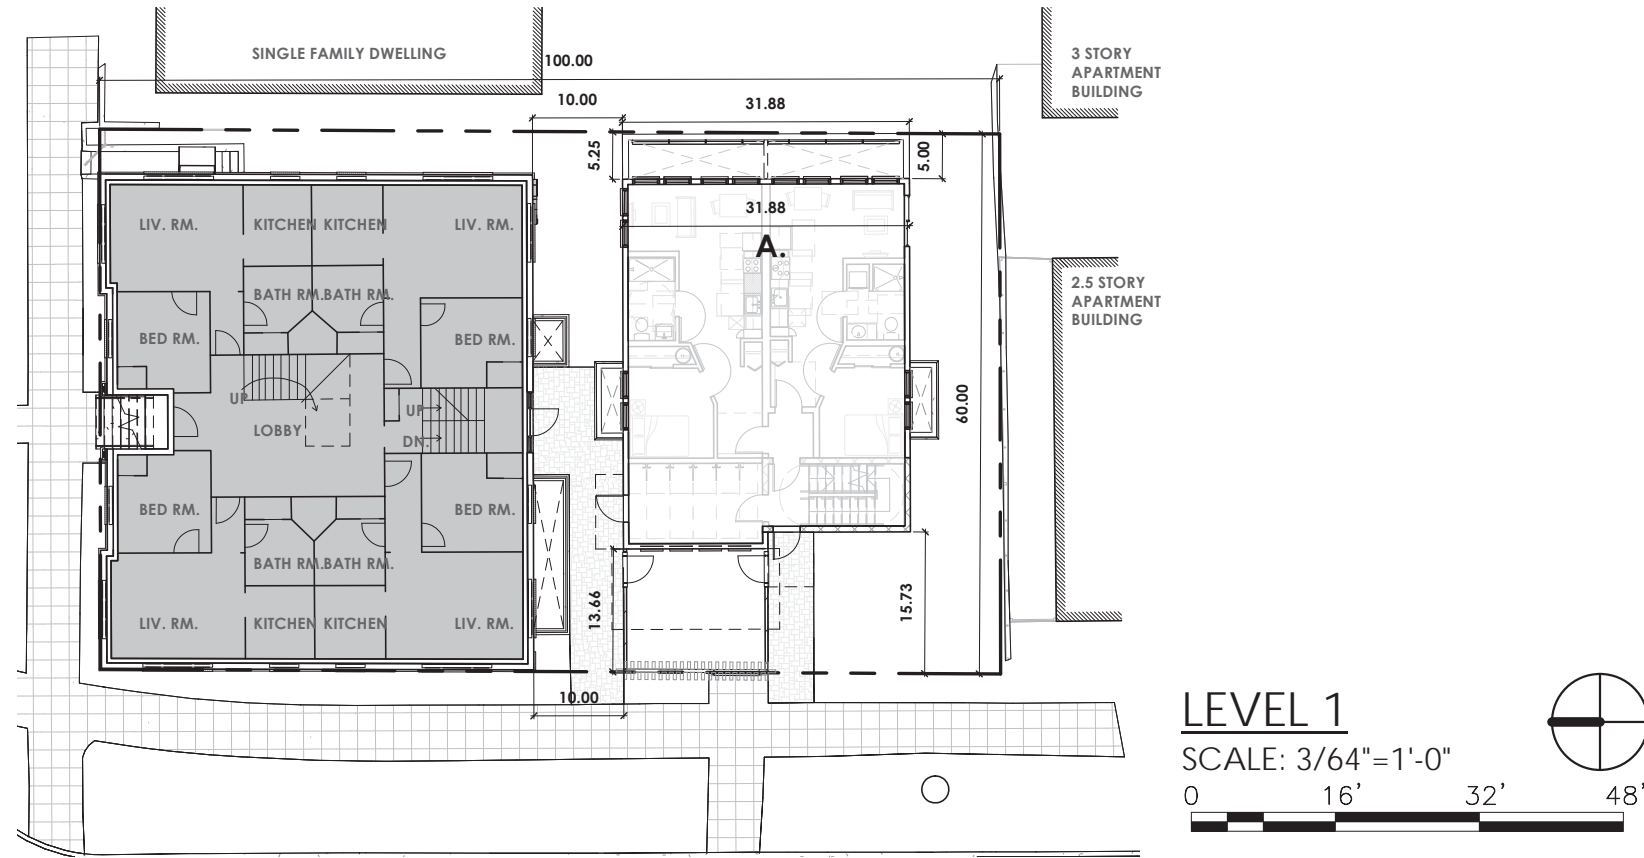 SINGLE FAMILY DWELLING
100.00
3 STORY
APARTMENT
BUILDING
10.00
31.88
5.25
5.00
31.88
A.
LIV. RM.
KITCHEN
KITCHEN
LIV. RM.
BATH RM.
BATH RM.
2.5 STORY
APARTMENT
BUILDING
BED RM.
BED RM.
UP
UP
LOBBY
DN.
60.00
BED RM.
BED RM.
BATH RM.
BATH RM.
13.66
15.73
LIV. RM.
KITCHEN
KITCHEN
LIV. RM.
10.00
LEVEL 1
SCALE: 3/64"=1'-0"
0 16' 32' 48'